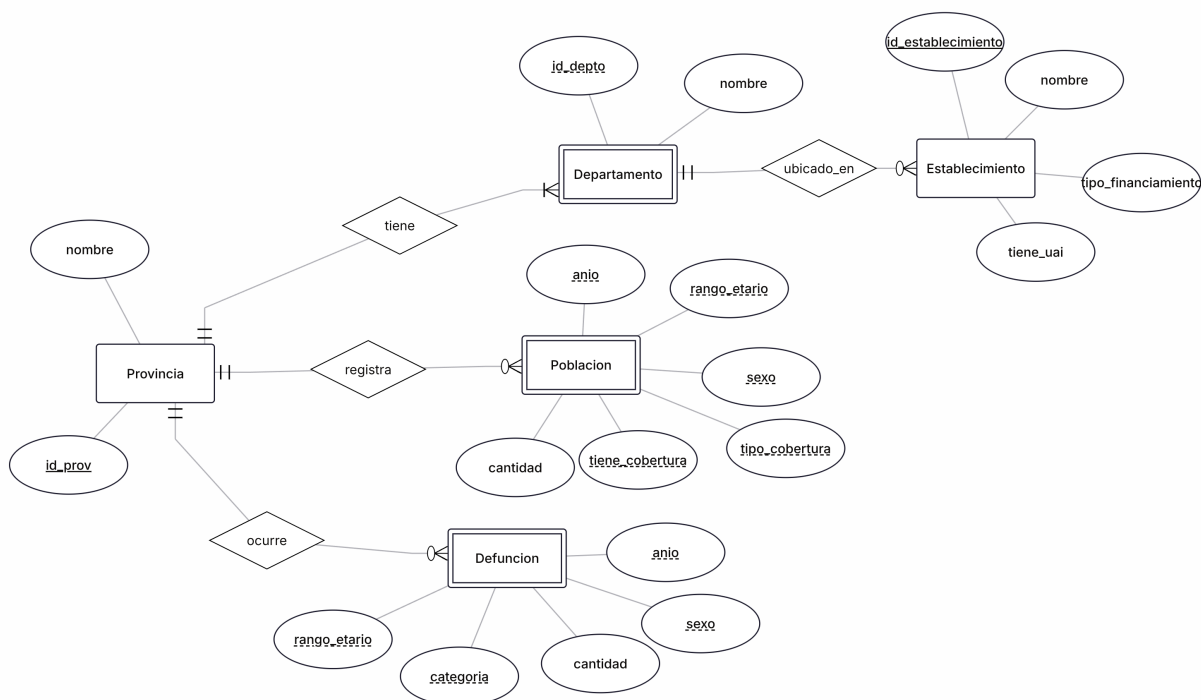 id_establecimiento
id_depto
nombre
nombre
Departamento
ubicado_en
Establecimiento
tipo_financiamiento
tiene
nombre
tiene_uai
anio
rango_etario
Provincia
registra
Poblacion
sexo
id_prov
cantidad
tiene_cobertura
tipo_cobertura
ocurre
Defuncion
anio
rango_etario
sexo
categoria
cantidad